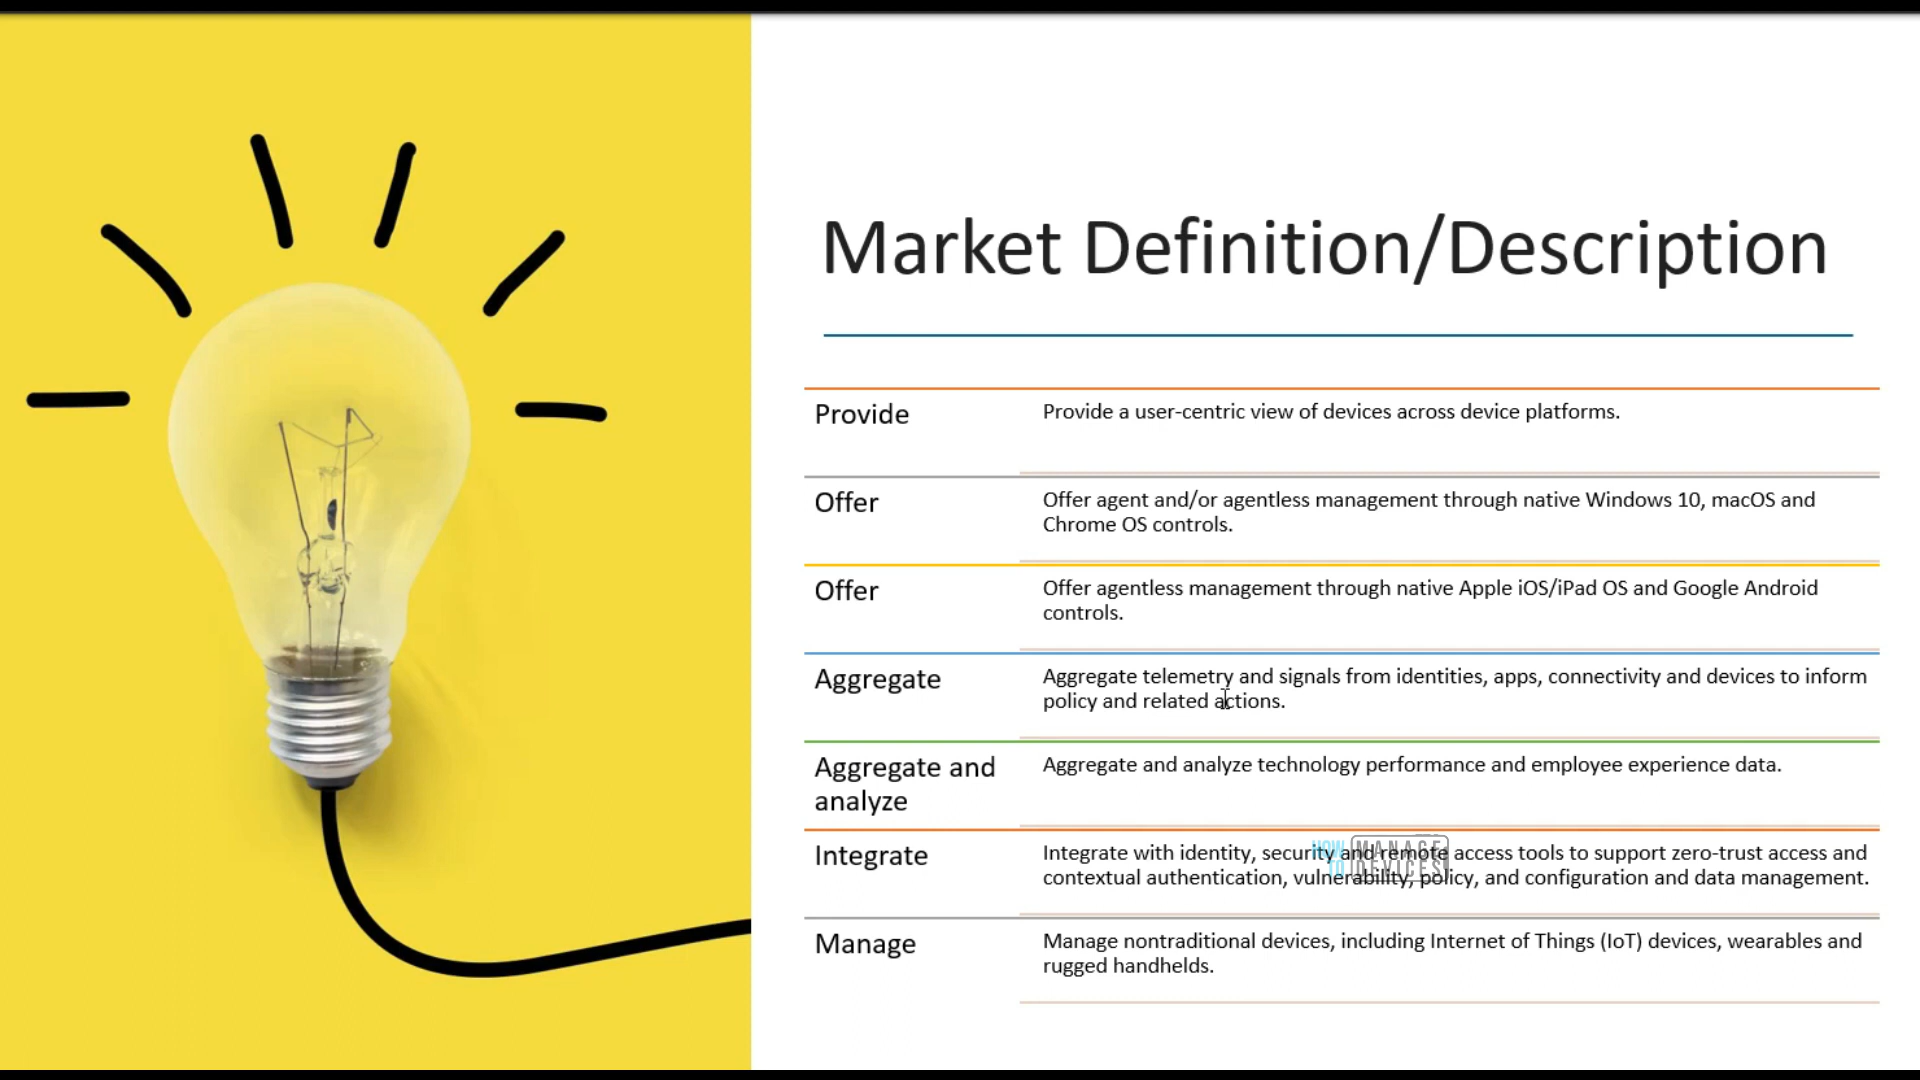 Market Definition/Description
Provide
Provide a user-centric view of devices across device platforms.
Offer
Offer agent and/or agentless management through native Windows 10, macOS and
Chrome OS controls.
Offer
Offer agentless management through native Apple iOS/iPad OS and Google Android
controls.
Aggregate
Aggregate telemetry and signals from identities, apps, connectivity and devices to inform
policy and related actions.
Aggregate and
analyze
Aggregate and analyze technology performance and employee experience data.
Integrate
Integrate with identity, security and remote access tools to support zero-trust access and
contextual authentication, vulnerability, policy, and configuration and data management.
HOW
TO
MANAGE
DEVICES
Manage
Manage nontraditional devices, including Internet of Things (IoT) devices, wearables and
rugged handhelds.